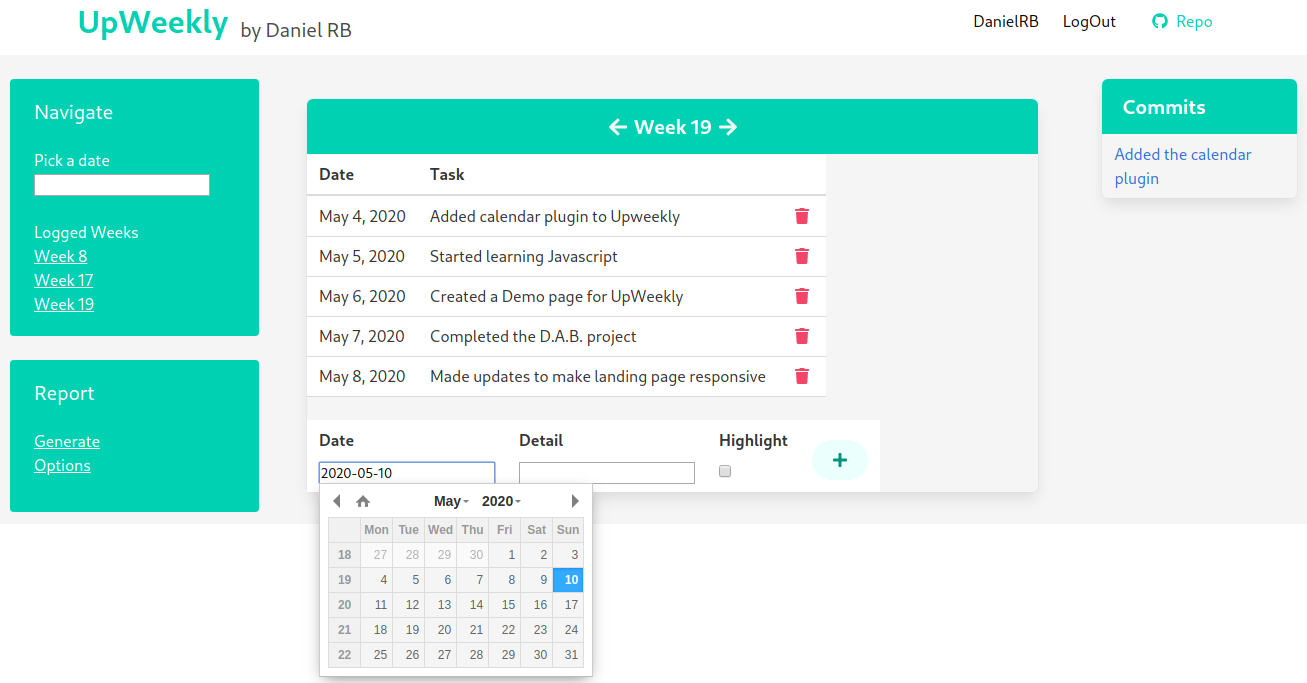 UpWeekly by Daniel RB
DanielRB LogOut Repo
Navigate
Pick a date
Logged Weeks
Week 8
Week 17
Week 19
Report
Generate
Options
Week 19
Date Task
May 4, 2020 Added calendar plugin to Upweekly
May 5, 2020 Started learning Javascript
May 6, 2020 Created a Demo page for UpWeekly
May 7, 2020 Completed the D.A.B. project
May 8, 2020 Made updates to make landing page responsive
Date Detail Highlight
2020-05-10
+
May 2020
Mon Tue Wed Thu Fri Sat Sun
18 27 28 29 30 1 2 3
19 4 5 6 7 8 9 10
20 11 12 13 14 15 16 17
21 18 19 20 21 22 23 24
22 25 26 27 28 29 30 31
Commits
Added the calendar
plugin